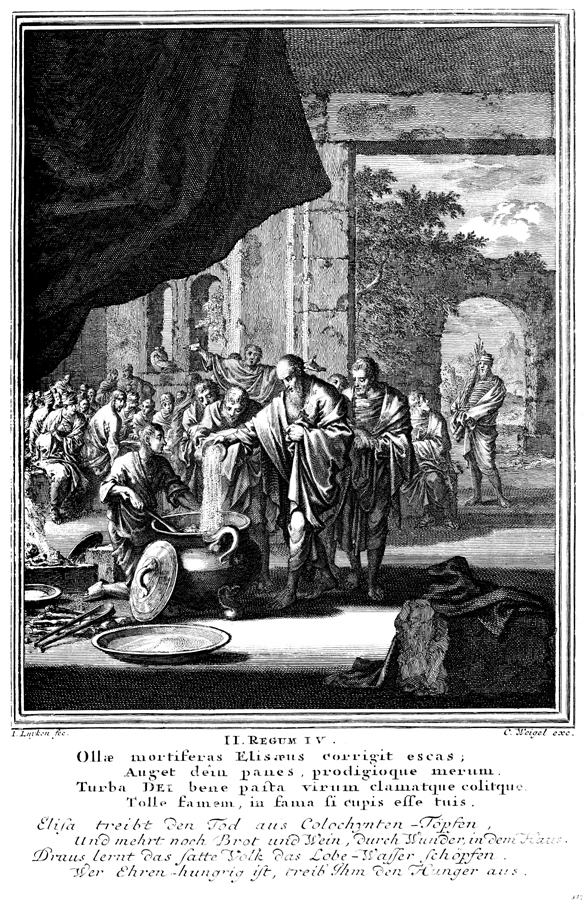 I. Luyken fec.
C. Weigel exc.
II. REGUM IV.
Ollæ mortiferas Elisæus corrigit escas;
Auget dein panes, prodigioque merum.
Turba DEI bene pasta virum clamatque colitque.
Tolle famem, in fama si cupis esse tuis.
Elisa treibt den Tod aus Colochynten-Töpfen,
Und mehrt noch Brot und Wein, durch Wunder, in dem Haus.
Draus lernt das satte Volk das Lobe-Wasser schöpfen.
Wer Ehren-hungrig ist, treib Ihm den Hunger aus.